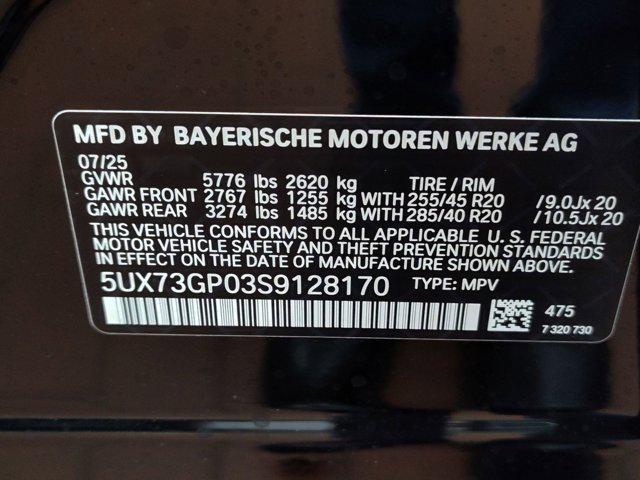 MFD BY BAYERISCHE MOTOREN WERKE AG
07/25
GVWR 5776 lbs 2620 kg TIRE / RIM
GAWR FRONT 2767 lbs 1255 kg WITH 255/45 R20 /9.0Jx20
GAWR REAR 3274 lbs 1485 kg WITH 285/40 R20 /10.5Jx20
THIS VEHICLE CONFORMS TO ALL APPLICABLE U. S. FEDERAL
MOTOR VEHICLE SAFETY AND THEFT PREVENTION STANDARDS
IN EFFECT ON THE DATE OF MANUFACTURE SHOWN ABOVE.
5UX73GP03S9128170 TYPE: MPV
475
7 320 730